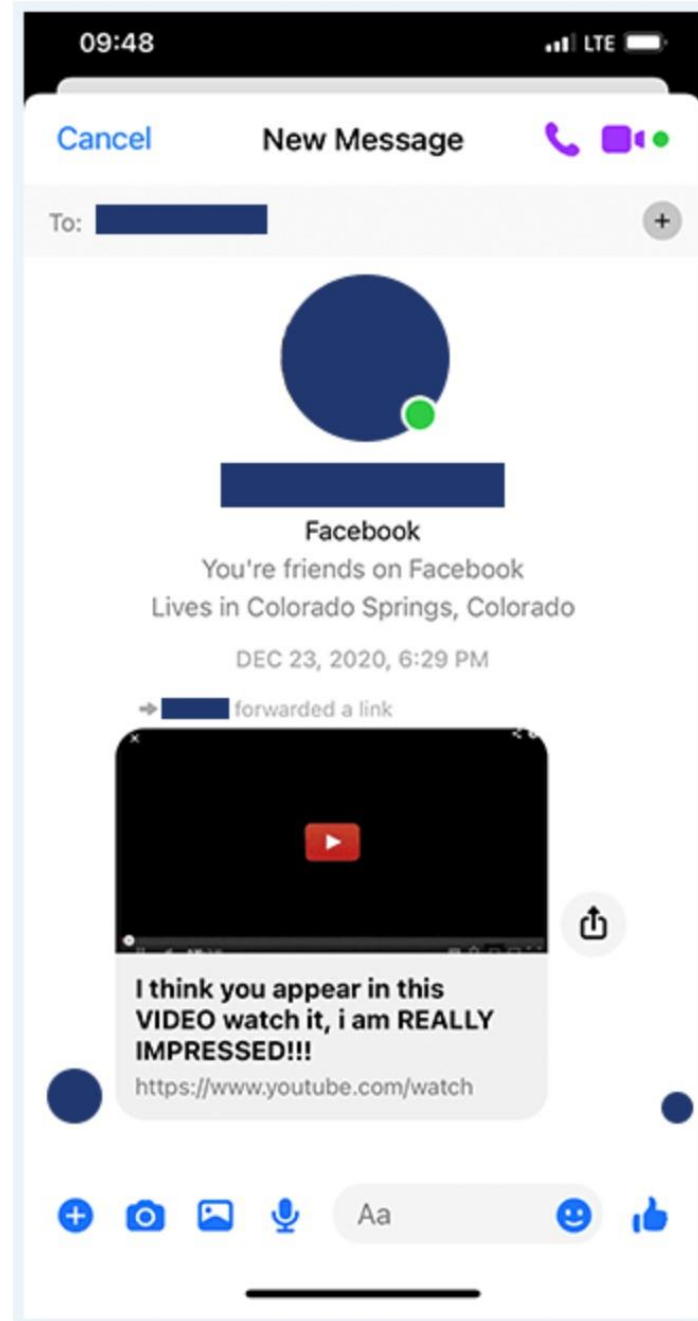 09:48
LTE
Cancel
New Message
To:
Facebook
You're friends on Facebook
Lives in Colorado Springs, Colorado
DEC 23, 2020, 6:29 PM
forwarded a link
I think you appear in this
VIDEO watch it, i am REALLY
IMPRESSED!!!
https://www.youtube.com/watch
Aa